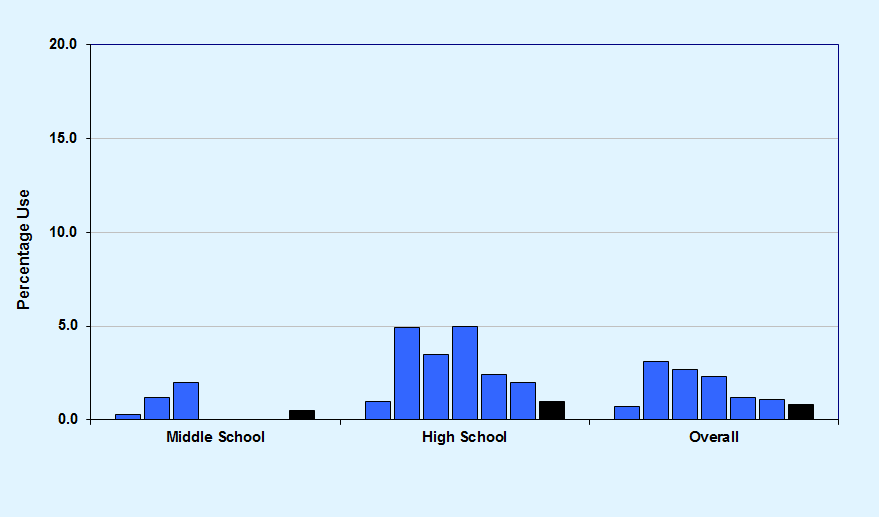 20.0
15.0
10.0
5.0
0.0
Percentage Use
Middle School
High School
Overall